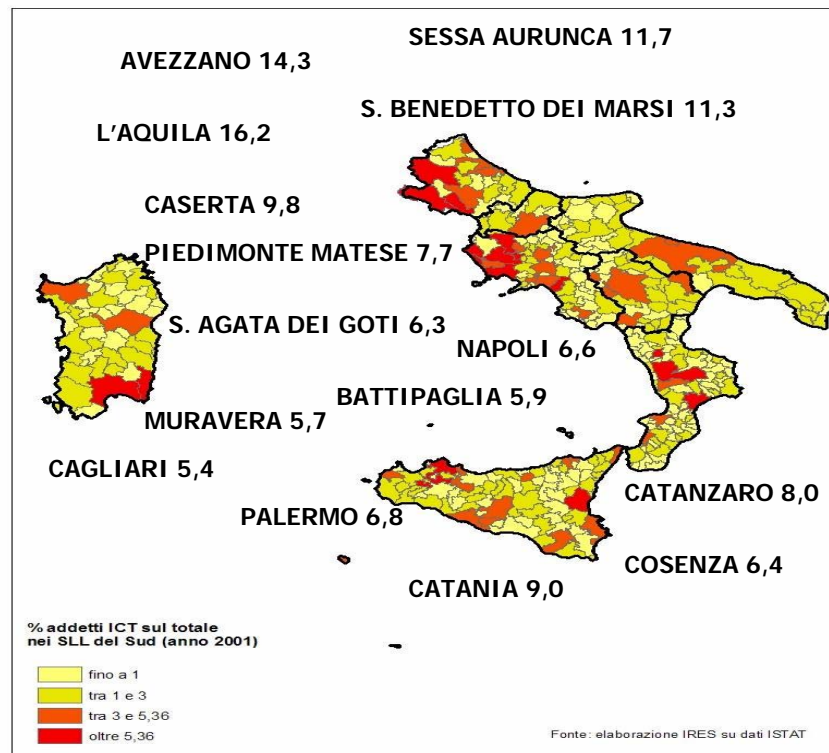 SESSA AURUNCA 11,7
AVEZZANO 14,3
S. BENEDETTO DEI MARSI 11,3
L'AQUILA 16,2
CASERTA 9,8
PIEDIMONTE MATESE 7,7
S. AGATA DEI GOTI 6,3
NAPOLI 6,6
BATTIPAGLIA 5,9
MURAVERA 5,7
CAGLIARI 5,4
CATANZARO 8,0
PALERMO 6,8
COSENZA 6,4
CATANIA 9,0
% addetti ICT sul totale
nei SLL del Sud (anno 2001)
fino a 1
tra 1 e 3
tra 3 e 5,36
oltre 5,36
Fonte: elaborazione IRES su dati ISTAT